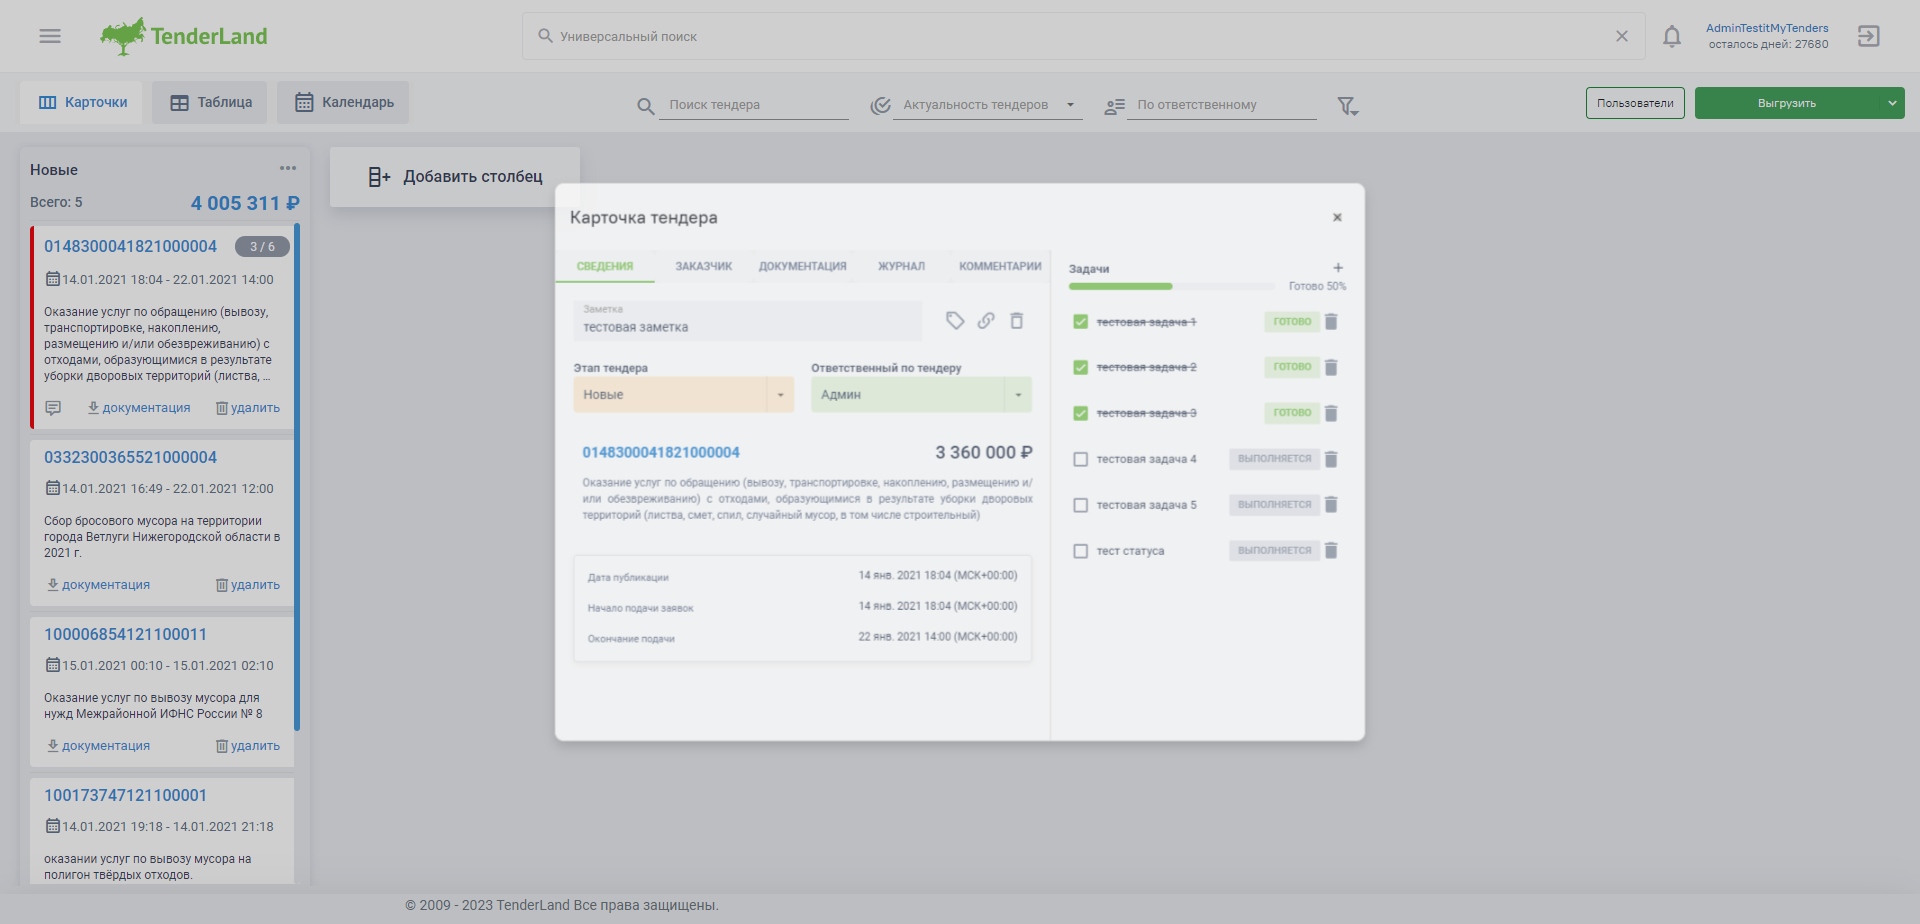 TenderLand
Универсальный поиск
AdminTestitMyTenders
осталось дней: 27680
Карточки
Таблица
Календарь
Поиск тендера
Актуальность тендеров
По ответственному
Пользователи
Выгрузить
Новые
Всего: 5
4 005 311 ₽
0148300041821000004
3 / 6
14.01.2021 18:04 - 22.01.2021 14:00
Оказание услуг по обращению (вывозу,
транспортировке, накоплению,
размещению и/или обезвреживанию) с
отходами, образующимися в результате
уборки дворовых территорий (листва, ...
документация
удалить
0332300365521000004
14.01.2021 16:49 - 22.01.2021 12:00
Сбор бросового мусора на территории
города Ветлуги Нижегородской области в
2021 г.
документация
удалить
100006854121100011
15.01.2021 00:10 - 15.01.2021 02:10
Оказание услуг по вывозу мусора для
нужд Межрайонной ИФНС России № 8
документация
удалить
100173747121100001
14.01.2021 19:18 - 14.01.2021 21:18
оказании услуг по вывозу мусора на
полигон твёрдых отходов.
Добавить столбец
Карточка тендера
СВЕДЕНИЯ
ЗАКАЗЧИК
ДОКУМЕНТАЦИЯ
ЖУРНАЛ
КОММЕНТАРИИ
Заметка
тестовая заметка
Этап тендера
Новые
Ответственный по тендеру
Админ
0148300041821000004
3 360 000 ₽
Оказание услуг по обращению (вывозу, транспортировке, накоплению, размещению и/
или обезвреживанию) с отходами, образующимися в результате уборки дворовых
территорий (листва, смет, спил, случайный мусор, в том числе строительный)
Дата публикации
14 янв. 2021 18:04 (МСК+00:00)
Начало подачи заявок
14 янв. 2021 18:04 (МСК+00:00)
Окончание подачи
22 янв. 2021 14:00 (МСК+00:00)
Задачи
Готово 50%
тестовая задача 1
ГОТОВО
тестовая задача 2
ГОТОВО
тестовая задача 3
ГОТОВО
тестовая задача 4
ВЫПОЛНЯЕТСЯ
тестовая задача 5
ВЫПОЛНЯЕТСЯ
тест статуса
ВЫПОЛНЯЕТСЯ
© 2009 - 2023 TenderLand Все права защищены.